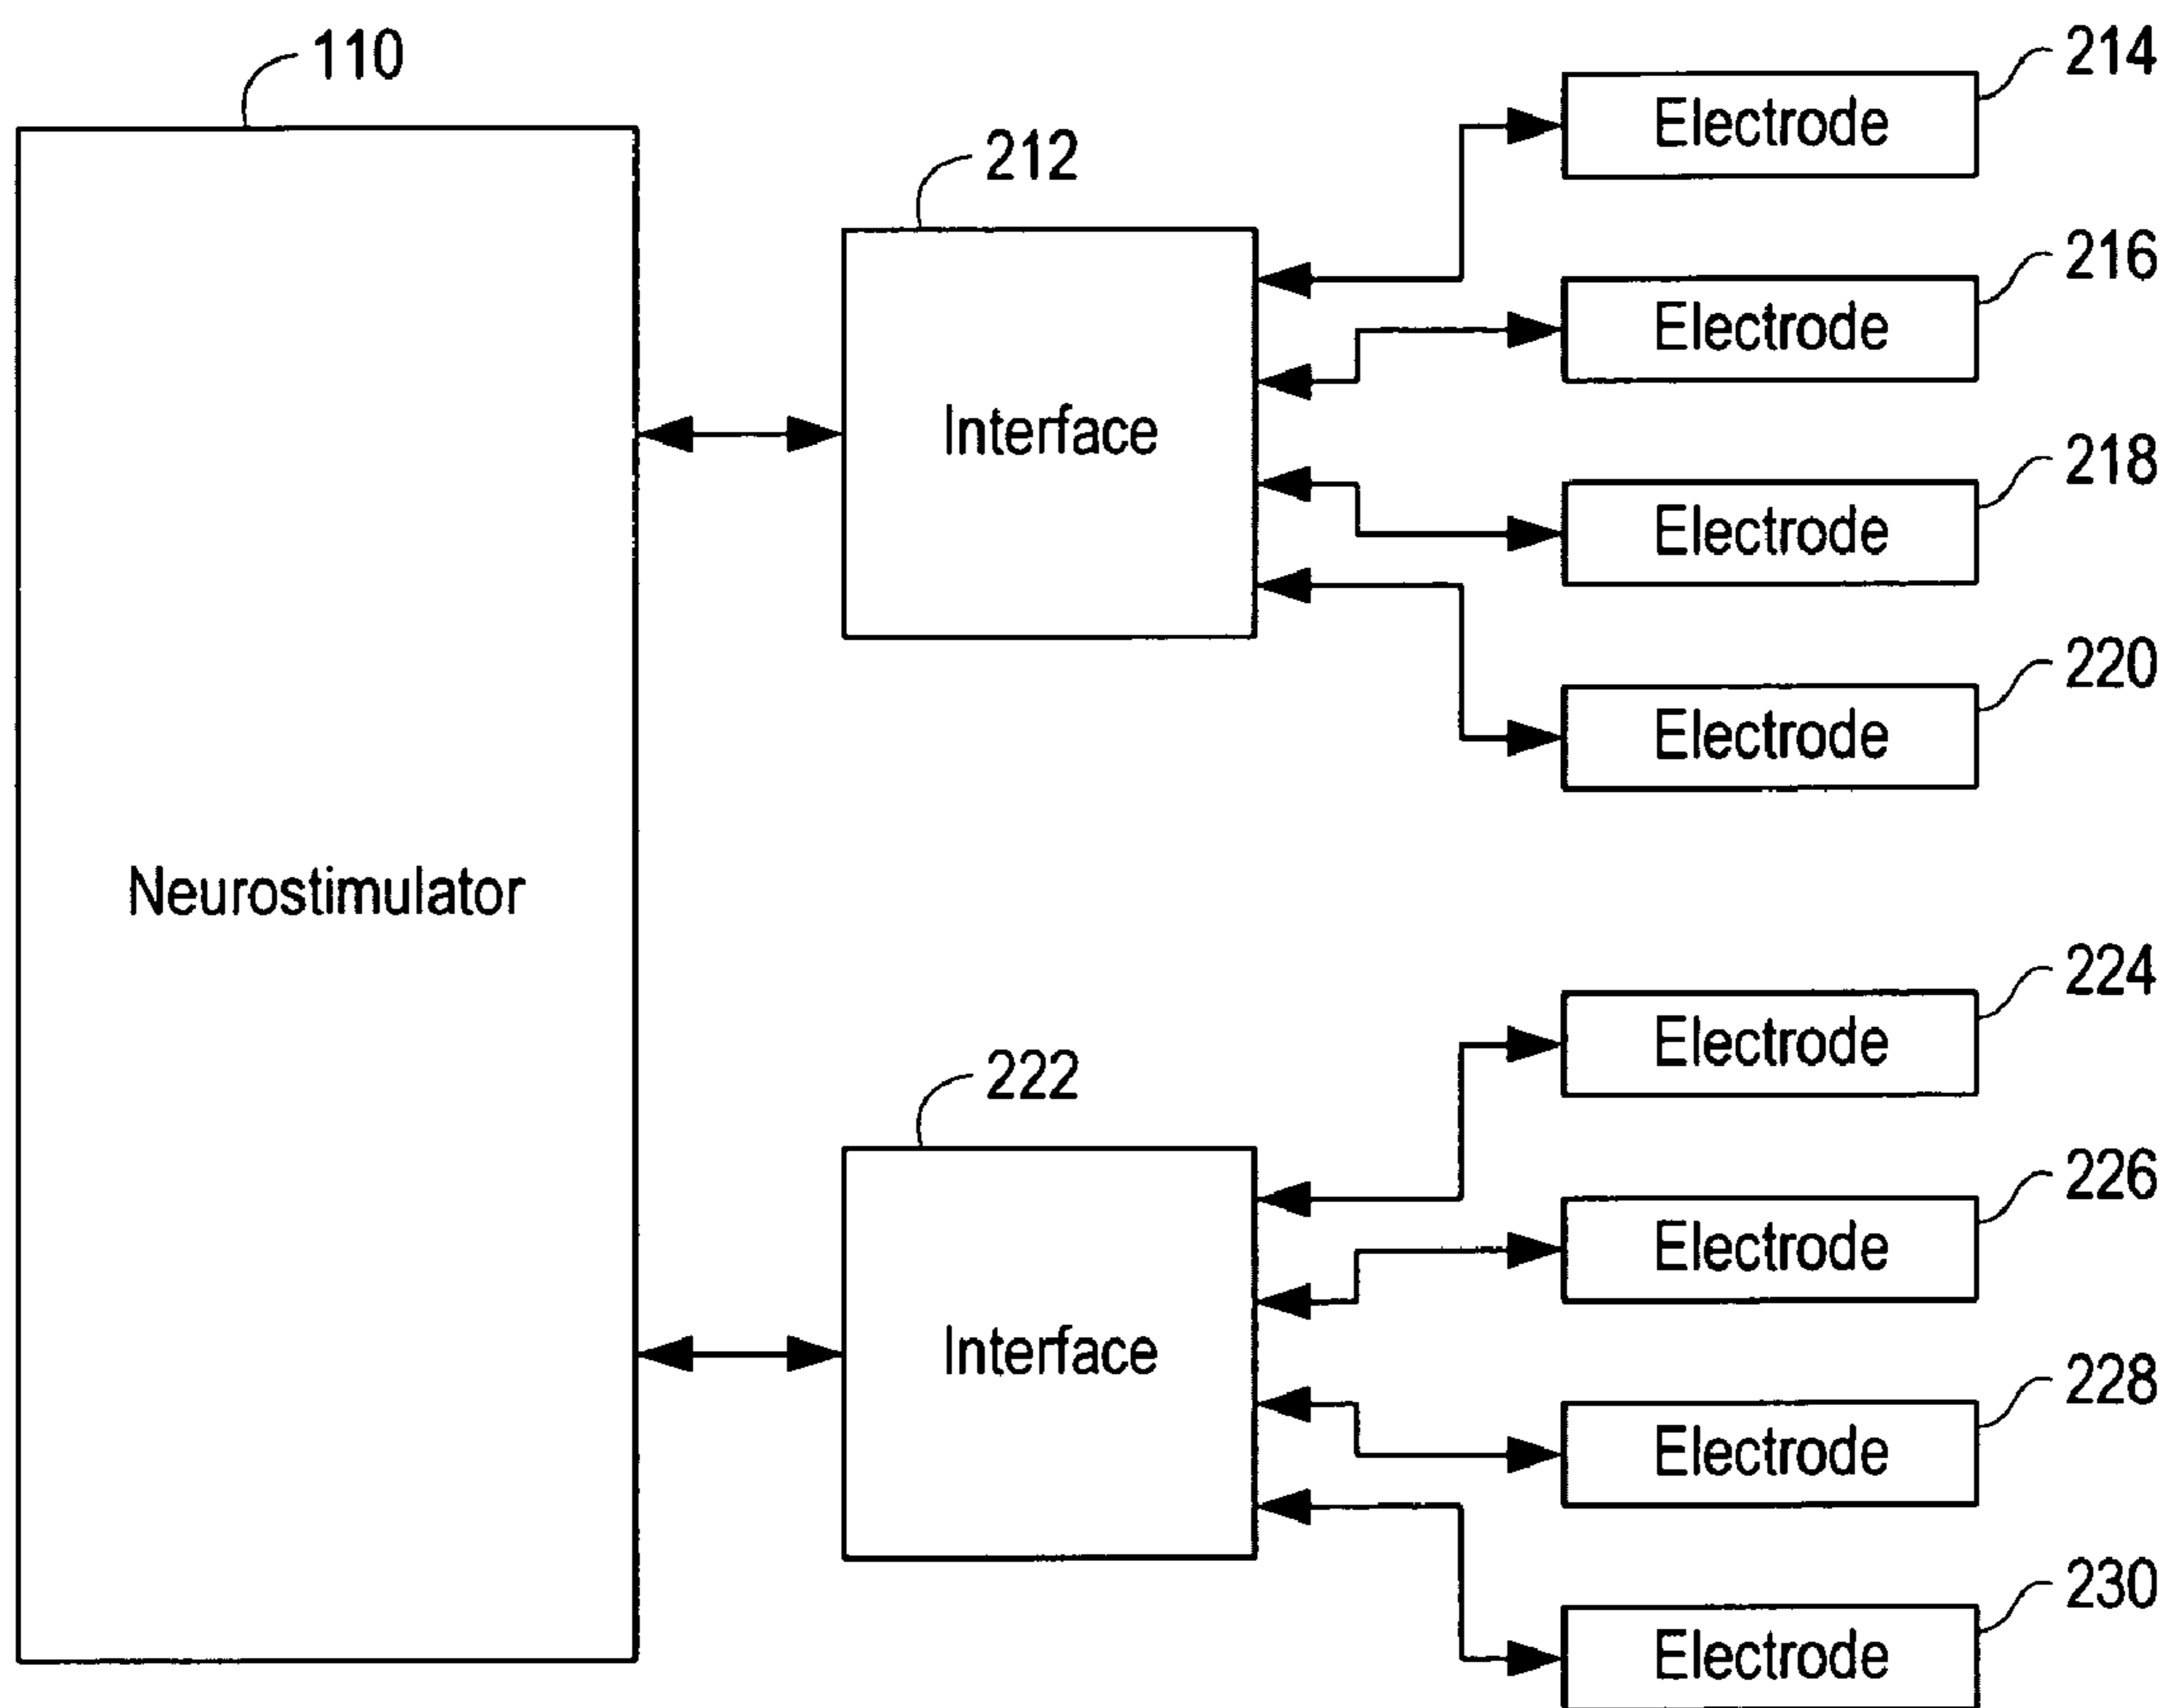 110
Neurostimulator
212
Interface
214
Electrode
216
Electrode
218
Electrode
220
Electrode
222
Interface
224
Electrode
226
Electrode
228
Electrode
230
Electrode